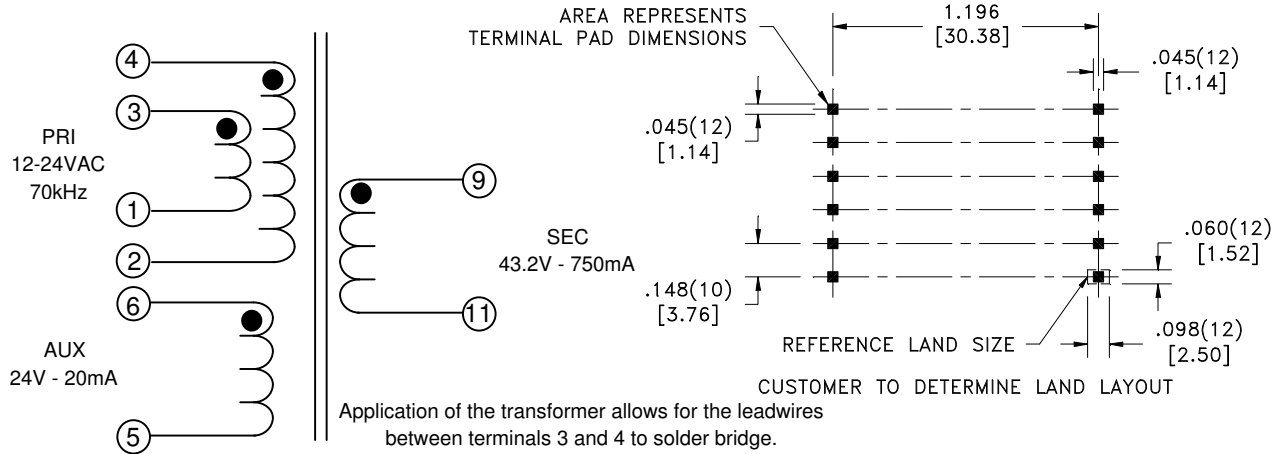 4
3
PRI
12-24VAC
70kHz
1
2
6
AUX
24V - 20mA
5
9
SEC
43.2V - 750mA
11
Application of the transformer allows for the leadwires
between terminals 3 and 4 to solder bridge.
AREA REPRESENTS
TERMINAL PAD DIMENSIONS
1.196
[30.38]
.045(12)
[1.14]
.045(12)
[1.14]
.060(12)
[1.52]
.148(10)
[3.76]
.098(12)
[2.50]
REFERENCE LAND SIZE
CUSTOMER TO DETERMINE LAND LAYOUT